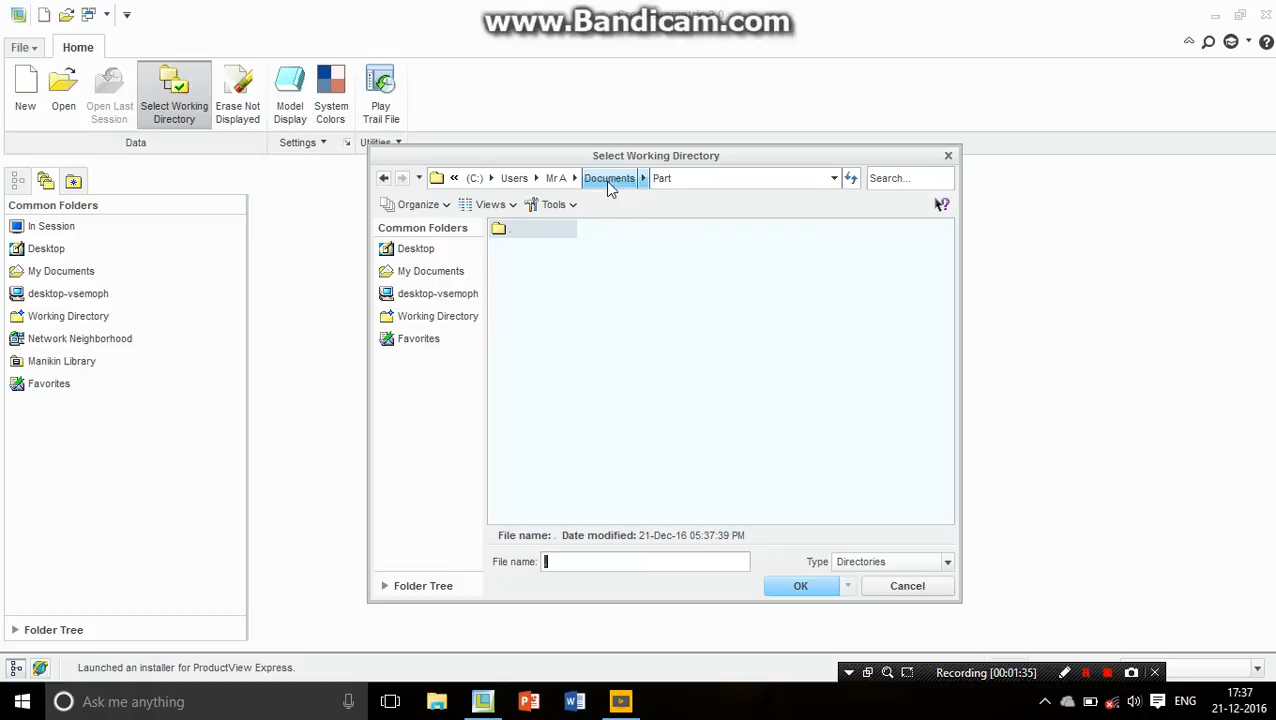 www.Bandicam.com
File
Home
New
Open
Open Last Session
Select Working Directory
Erase Not Displayed
Model Display
System Colors
Play Trail File
Data
Settings
Utilities
Common Folders
In Session
Desktop
My Documents
desktop-vsemoph
Working Directory
Network Neighborhood
Manikin Library
Favorites
Folder Tree
Select Working Directory
« (C:) Users Mr A Documents Part
Search...
Organize Views Tools
Common Folders
Desktop
My Documents
desktop-vsemoph
Working Directory
Favorites
Folder Tree
.
File name: . Date modified: 21-Dec-16 05:37:39 PM
File name:
Type Directories
OK Cancel
Launched an installer for ProductView Express.
Recording [00:01:35]
Ask me anything
ENG
17:37
21-12-2016